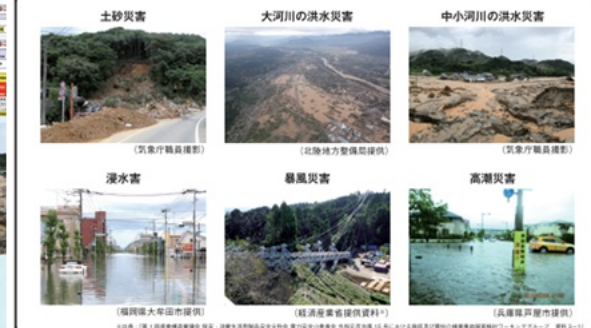 土砂災害
大河川の洪水災害
中小河川の洪水災害
(気象庁職員撮影)
(北陸地方整備局提供)
(気象庁職員撮影)
浸水害
暴風災害
高潮災害
(福岡県大牟田市提供)
(経済産業省提供資料※)
(兵庫県芦屋市提供)